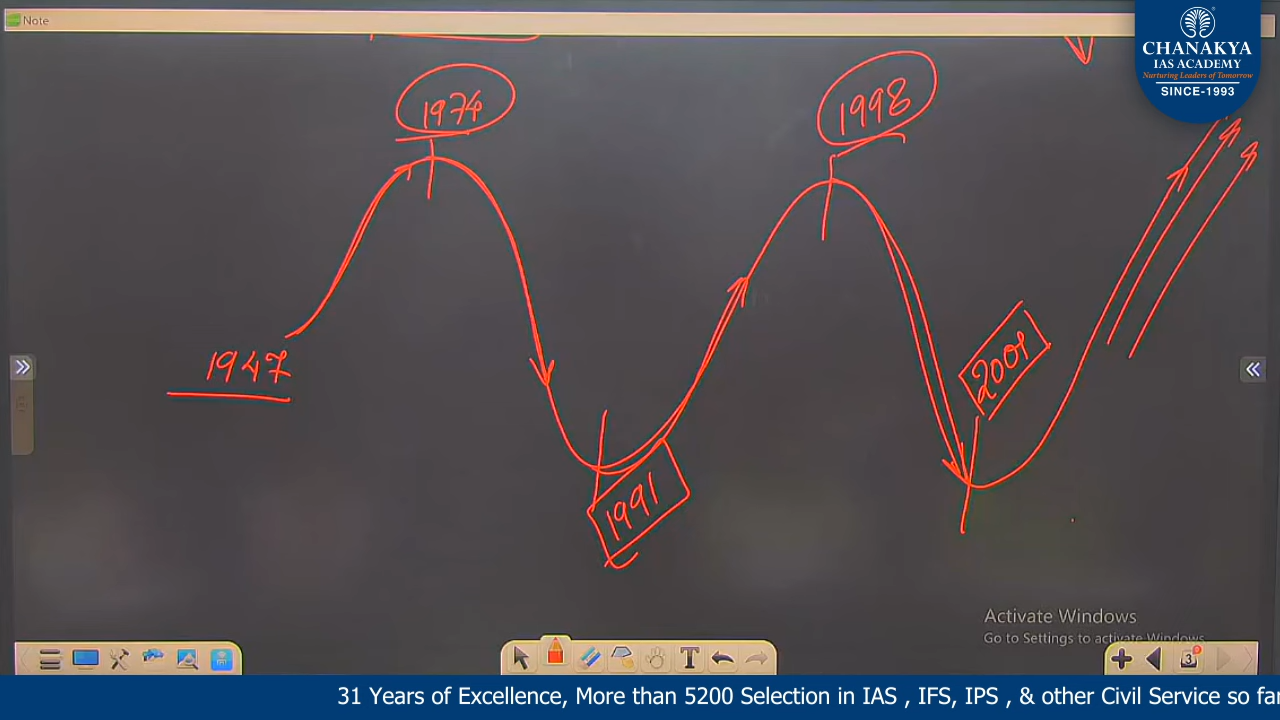 Note
CHANAKYA
IAS ACADEMY
Nurturing Leaders of Tomorrow
SINCE-1993
1974
1998
1947
2001
1991
Activate Windows
Go to Settings to activate Windows.
3
31 Years of Excellence, More than 5200 Selection in IAS , IFS, IPS , & other Civil Service so far